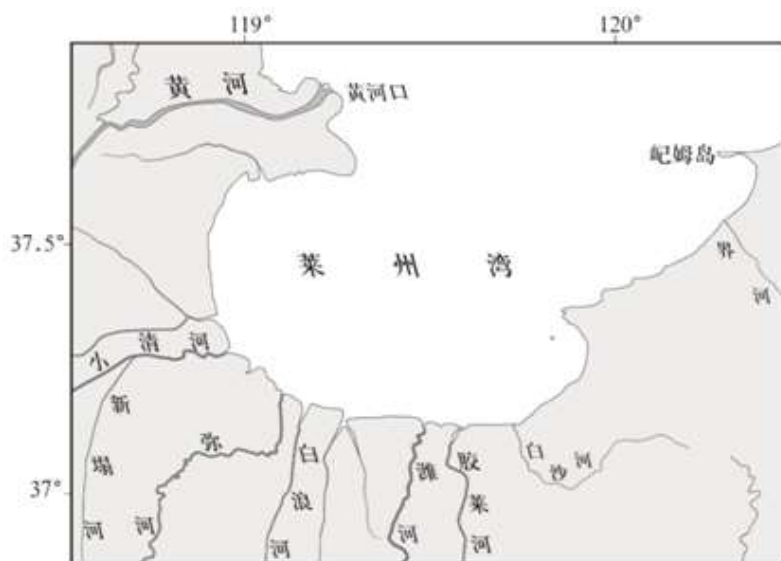 119°
120°
黄河
黄河口
屺姆岛
37.5°
莱州湾
界河
小清河
新塌河
弥河
白浪河
潍河
胶莱河
白沙河
37°